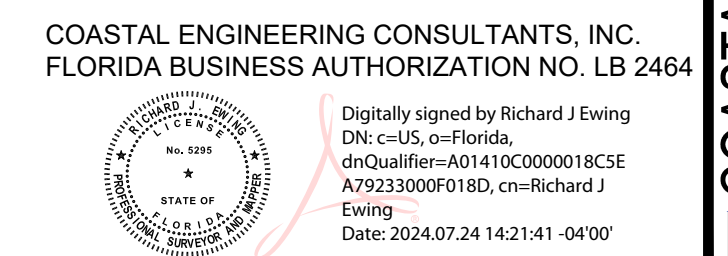 COASTAL ENGINEERING CONSULTANTS, INC.
FLORIDA BUSINESS AUTHORIZATION NO. LB 2464
RICHARD J. EWING
LICENSE
No. 5295
STATE OF
FLORIDA
PROFESSIONAL SURVEYOR AND MAPPER
Digitally signed by Richard J Ewing
DN: c=US, o=Florida,
dnQualifier=A01410C0000018C5E
A79233000F018D, cn=Richard J
Ewing
Date: 2024.07.24 14:21:41 -04'00'